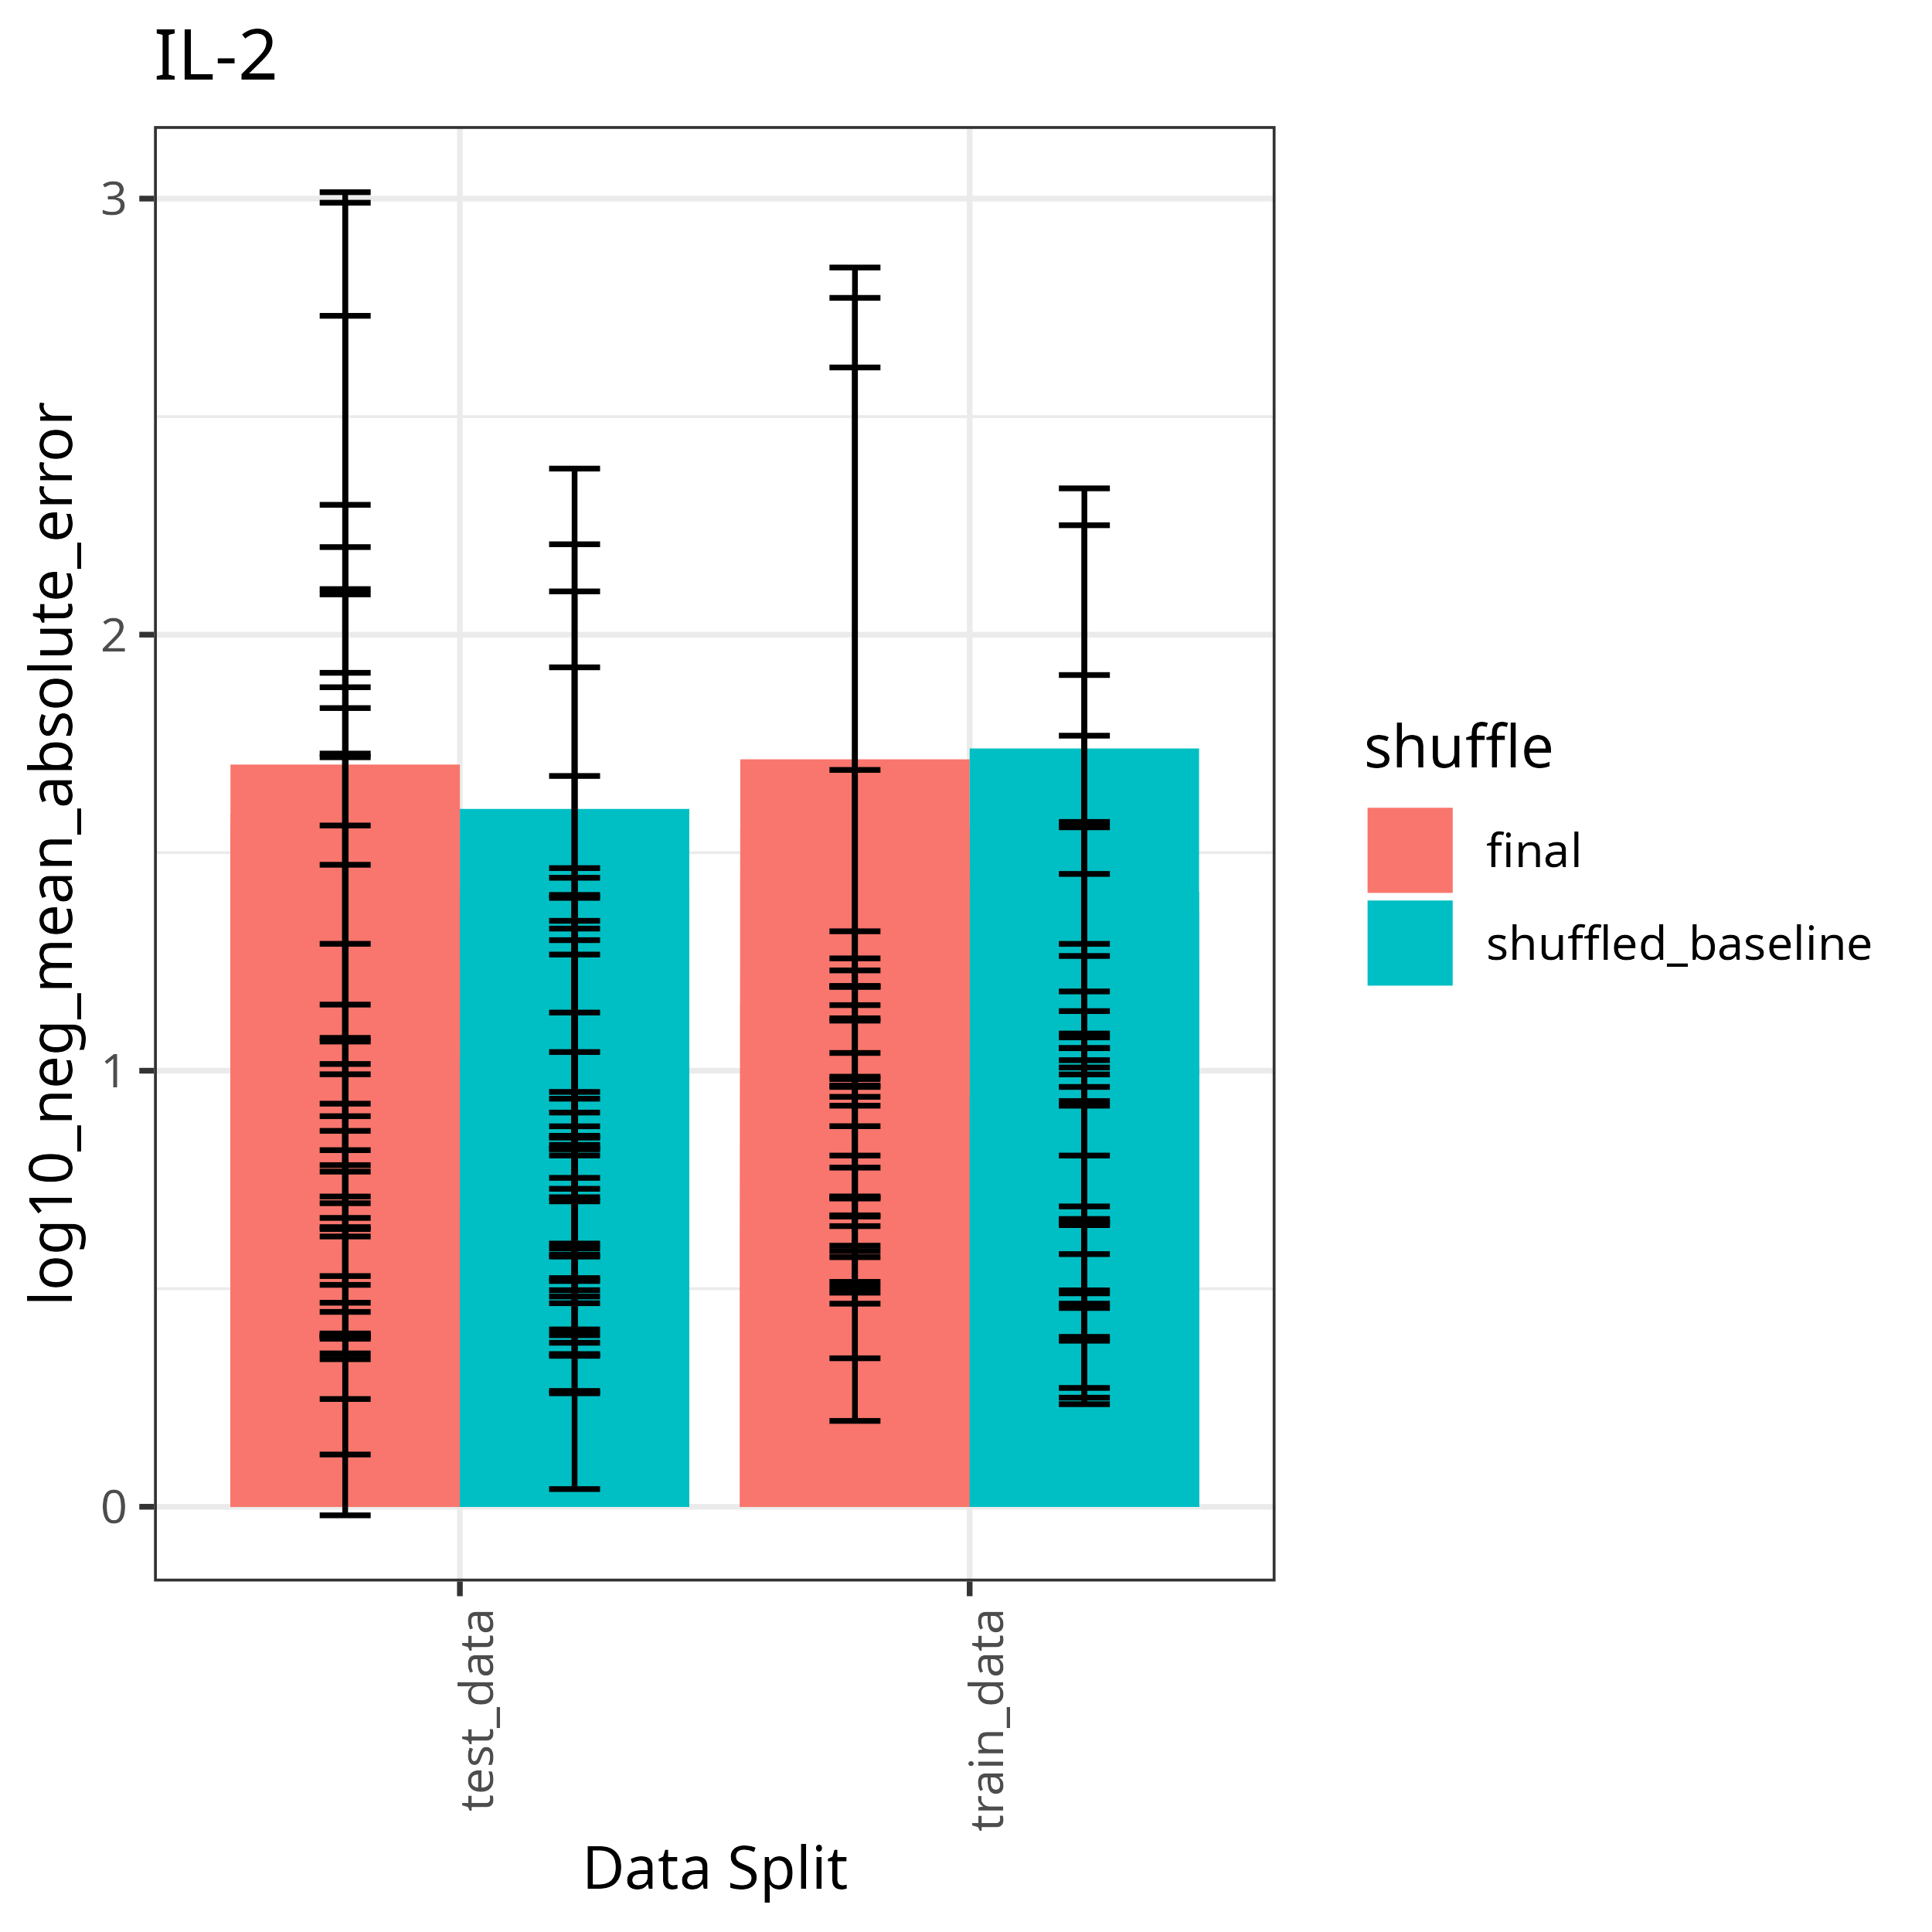 IL-2
log10_neg_mean_absolute_error
3
2
1
0
test_data
train_data
Data Split
shuffle
final
shuffled_baseline